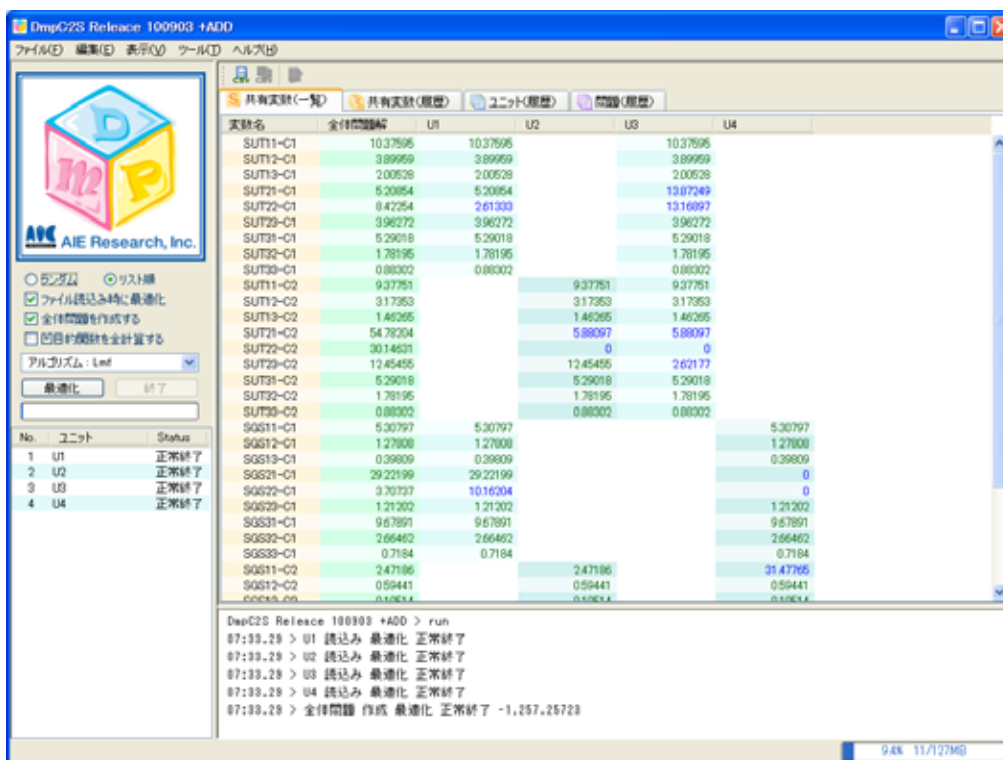 DmpC2S Releace 100903 +ADD
ファイル(F) 編集(E) 表示(V) ツール(T) ヘルプ(H)
DMP
AIE Research, Inc.
ランダム リスト順
ファイル読込み時に最適化
全体問題を作成する
凹目的関数を全計算する
アルゴリズム : Lmf
最適化 終了
No. ユニット Status
1 U1 正常終了
2 U2 正常終了
3 U3 正常終了
4 U4 正常終了
共有変数(一覧) 共有変数(履歴) ユニット(履歴) 問題(履歴)
変数名 全体問題解 U1 U2 U3 U4
SUT11-C1 10.37595 10.37595 10.37595
SUT12-C1 3.89959 3.89959 3.89959
SUT13-C1 2.00528 2.00528 2.00528
SUT21-C1 5.20854 5.20854 13.87249
SUT22-C1 8.42254 2.61333 13.16897
SUT23-C1 3.96272 3.96272 3.96272
SUT31-C1 5.29018 5.29018 5.29018
SUT32-C1 1.78195 1.78195 1.78195
SUT33-C1 0.88302 0.88302 0.88302
SUT11-C2 9.37751 9.37751 9.37751
SUT12-C2 3.17353 3.17353 3.17353
SUT13-C2 1.46265 1.46265 1.46265
SUT21-C2 54.78204 5.88097 5.88097
SUT22-C2 30.14631 0 0
SUT23-C2 12.45455 12.45455 2.62177
SUT31-C2 5.29018 5.29018 5.29018
SUT32-C2 1.78195 1.78195 1.78195
SUT33-C2 0.88302 0.88302 0.88302
SGS11-C1 5.30797 5.30797 5.30797
SGS12-C1 1.27808 1.27808 1.27808
SGS13-C1 0.39809 0.39809 0.39809
SGS21-C1 29.22199 29.22199 0
SGS22-C1 3.70737 10.16204 0
SGS23-C1 1.21202 1.21202 1.21202
SGS31-C1 9.67891 9.67891 9.67891
SGS32-C1 2.66462 2.66462 2.66462
SGS33-C1 0.7184 0.7184 0.7184
SGS11-C2 2.47186 2.47186 31.47765
SGS12-C2 0.59441 0.59441 0.59441
DmpC2S Releace 100903 +ADD > run
07:33.29 > U1 読込み 最適化 正常終了
07:33.29 > U2 読込み 最適化 正常終了
07:33.29 > U3 読込み 最適化 正常終了
07:33.29 > U4 読込み 最適化 正常終了
07:33.29 > 全体問題 作成 最適化 正常終了 -1,257.25723
9.4% 11/127MB